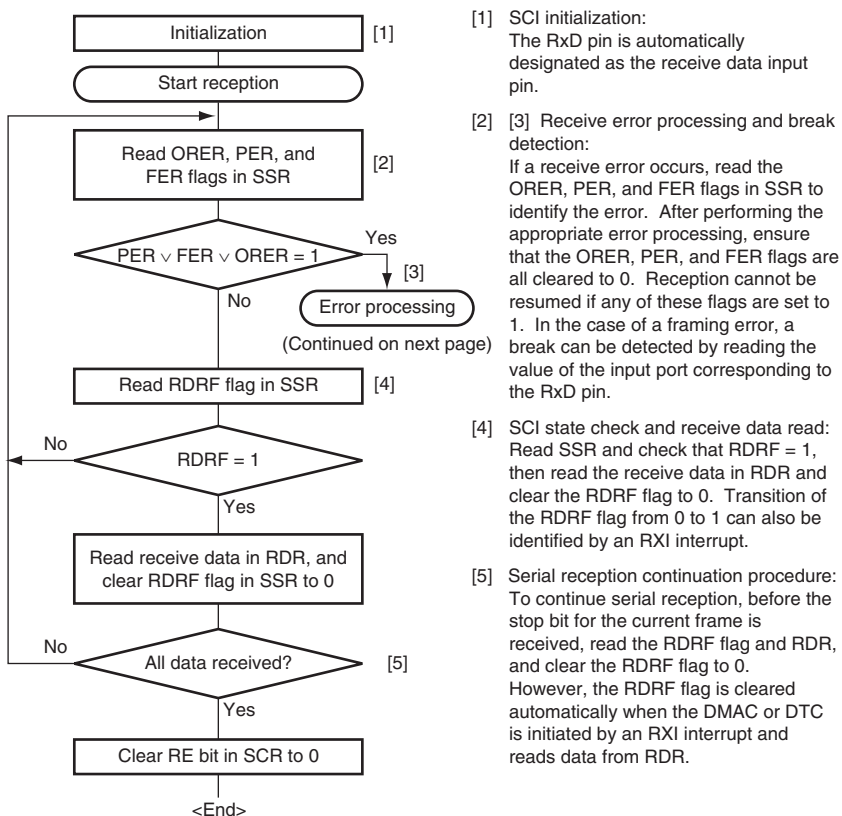 Initialization
[1]
Start reception
Read ORER, PER, and
FER flags in SSR
[2]
PER ∨ FER ∨ ORER = 1
Yes
[3]
No
Error processing
(Continued on next page)
Read RDRF flag in SSR
[4]
No
RDRF = 1
Yes
Read receive data in RDR, and
clear RDRF flag in SSR to 0
No
All data received?
[5]
Yes
Clear RE bit in SCR to 0
<End>
[1] SCI initialization:
The RxD pin is automatically
designated as the receive data input
pin.
[2] [3] Receive error processing and break
detection:
If a receive error occurs, read the
ORER, PER, and FER flags in SSR to
identify the error. After performing the
appropriate error processing, ensure
that the ORER, PER, and FER flags are
all cleared to 0. Reception cannot be
resumed if any of these flags are set to
1. In the case of a framing error, a
break can be detected by reading the
value of the input port corresponding to
the RxD pin.
[4] SCI state check and receive data read:
Read SSR and check that RDRF = 1,
then read the receive data in RDR and
clear the RDRF flag to 0. Transition of
the RDRF flag from 0 to 1 can also be
identified by an RXI interrupt.
[5] Serial reception continuation procedure:
To continue serial reception, before the
stop bit for the current frame is
received, read the RDRF flag and RDR,
and clear the RDRF flag to 0.
However, the RDRF flag is cleared
automatically when the DMAC or DTC
is initiated by an RXI interrupt and
reads data from RDR.